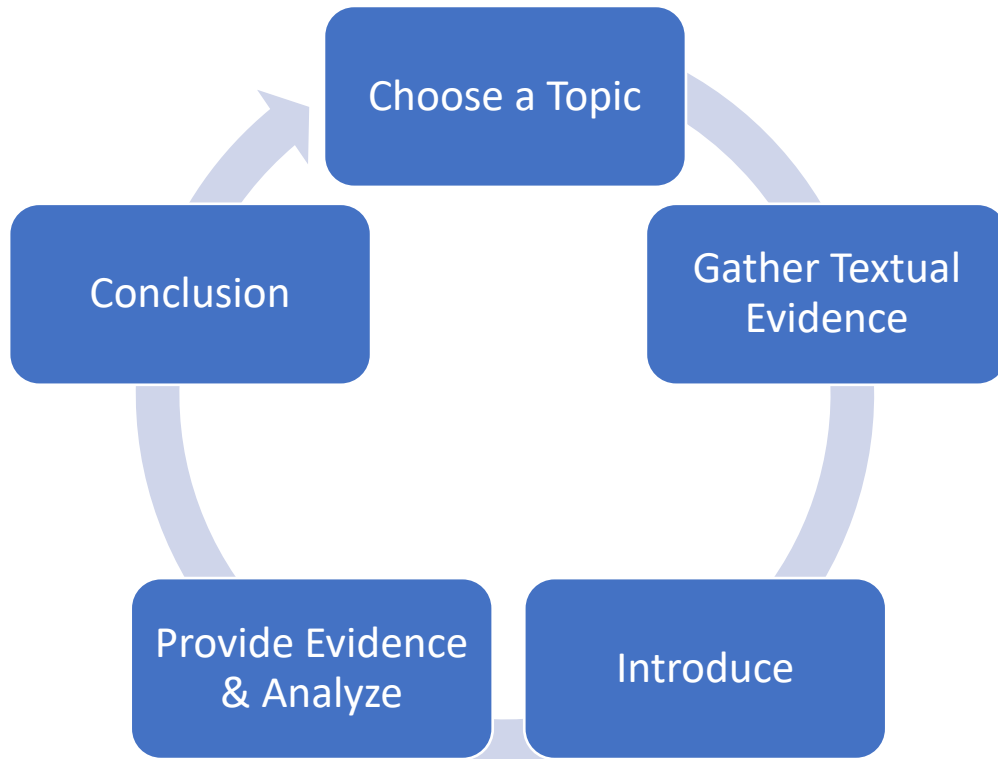 Choose a Topic
Gather Textual
Evidence
Introduce
Provide Evidence
& Analyze
Conclusion